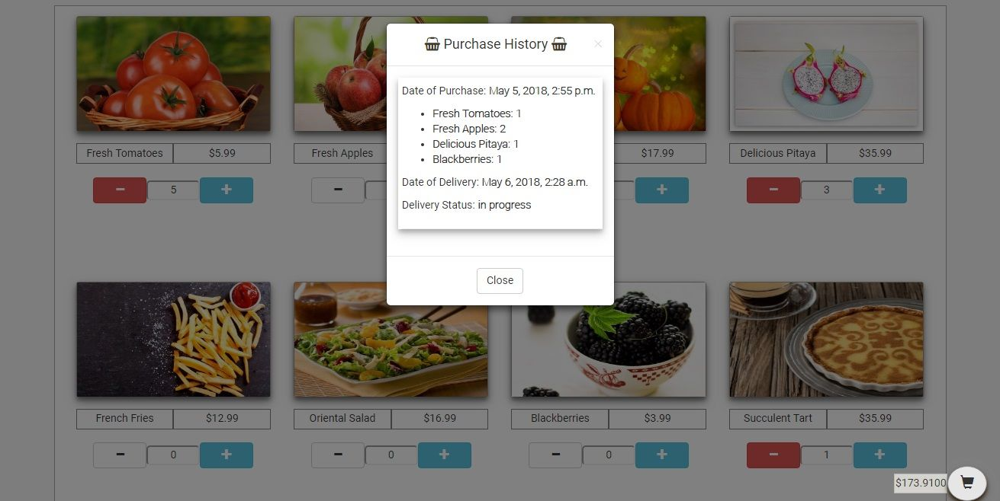 Purchase History
×
Date of Purchase: May 5, 2018, 2:55 p.m.
• Fresh Tomatoes: 1
• Fresh Apples: 2
• Delicious Pitaya: 1
• Blackberries: 1
Date of Delivery: May 6, 2018, 2:28 a.m.
Delivery Status: in progress
Close
Fresh Tomatoes $5.99
Fresh Apples
$17.99
Delicious Pitaya $35.99
− 5 +
−
+
− 3 +
French Fries $12.99
Oriental Salad $16.99
Blackberries $3.99
Succulent Tart $35.99
− 0 +
− 0 +
− 0 +
− 1 +
$173.9100